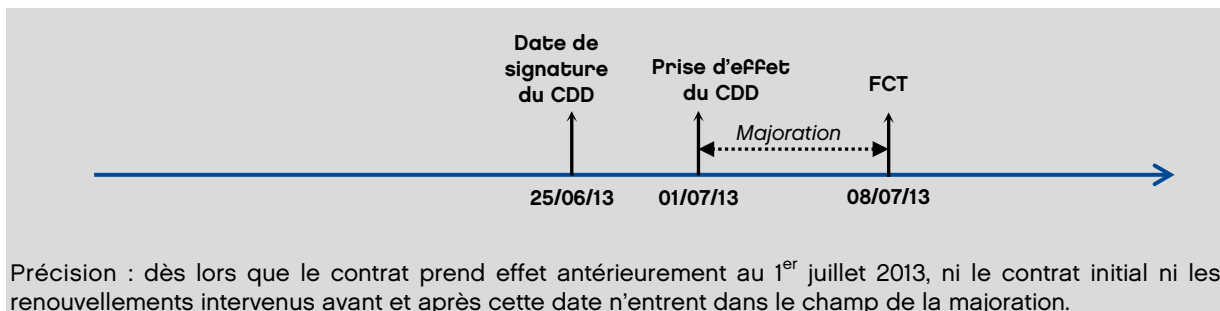 Date de
signature
du CDD
Prise d'effet
du CDD
FCT
Majoration
25/06/13
01/07/13
08/07/13
Précision : dès lors que le contrat prend effet antérieurement au 1er juillet 2013, ni le contrat initial ni les
renouvellements intervenus avant et après cette date n'entrent dans le champ de la majoration.